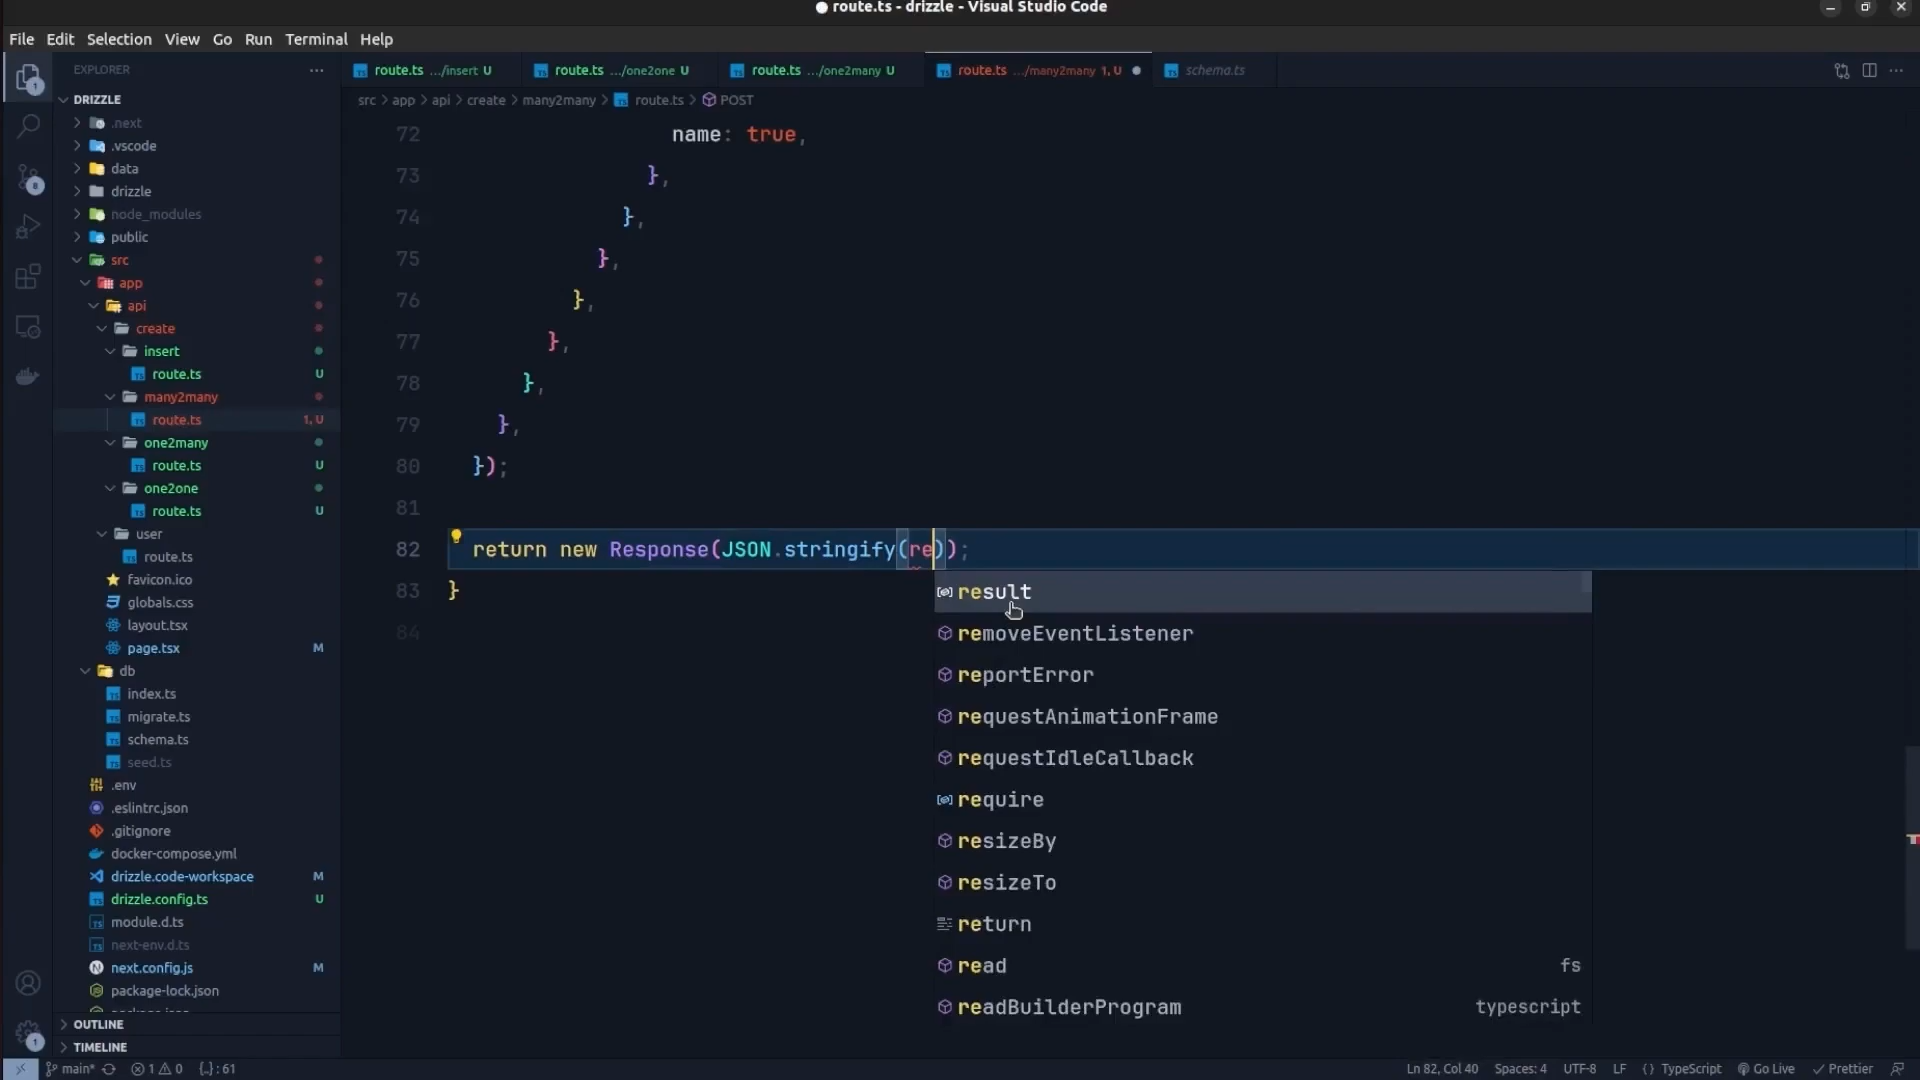 route.ts - drizzle - Visual Studio Code
File Edit Selection View Go Run Terminal Help
EXPLORER
route.ts .../insert U
route.ts .../one2one U
route.ts .../one2many U
route.ts .../many2many 1, U
schema.ts
src > app > api > create > many2many > route.ts > POST
DRIZZLE
.next
.vscode
data
drizzle
node_modules
public
src
app
api
create
insert
route.ts U
many2many
route.ts 1, U
one2many
route.ts U
one2one
route.ts U
user
route.ts
favicon.ico
globals.css
layout.tsx
page.tsx M
db
index.ts
migrate.ts
schema.ts
seed.ts
.env
.eslintrc.json
.gitignore
docker-compose.yml
drizzle.code-workspace M
drizzle.config.ts U
module.d.ts
next-env.d.ts
next.config.js M
package-lock.json
OUTLINE
TIMELINE
72 name: true,
73 },
74 },
75 },
76 },
77 },
78 },
79 },
80 });
81
82 return new Response(JSON.stringify(re));
83 }
84
result
removeEventListener
reportError
requestAnimationFrame
requestIdleCallback
require
resizeBy
resizeTo
return
read fs
readBuilderProgram typescript
1
8
1
main* 1 0 {..} : 61
Ln 82, Col 40 Spaces: 4 UTF-8 LF { } TypeScript Go Live Prettier